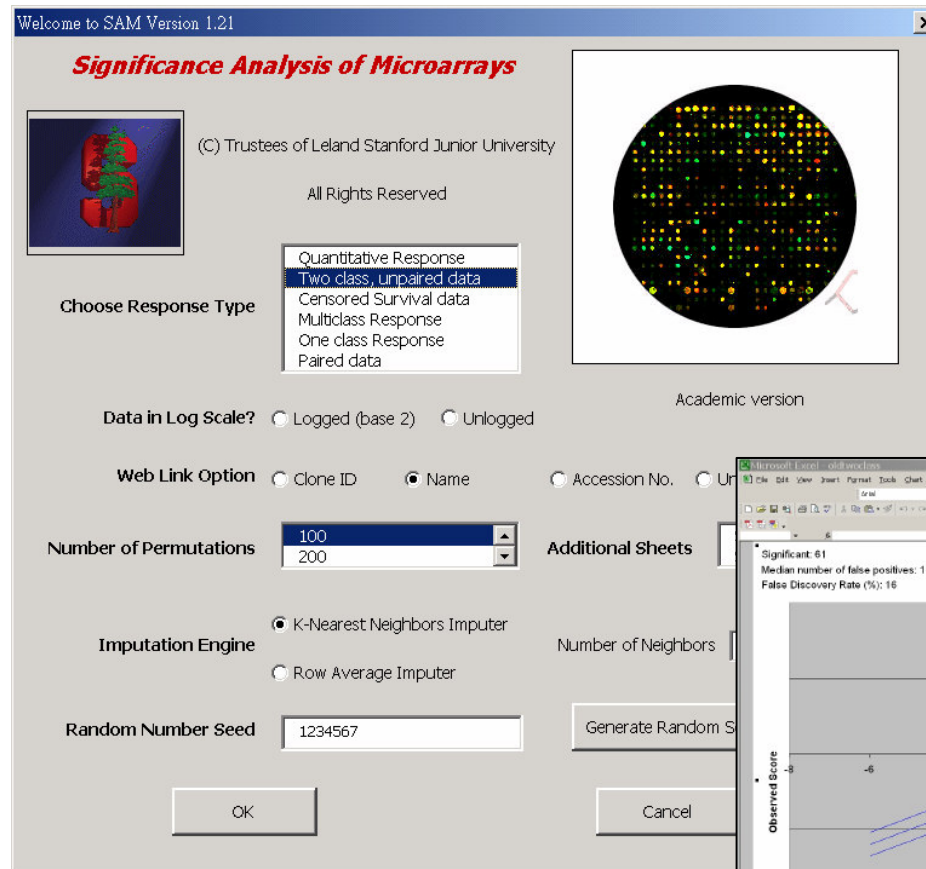 Welcome to SAM Version 1.21
Significance Analysis of Microarrays
(C) Trustees of Leland Stanford Junior University
All Rights Reserved
Choose Response Type
Quantitative Response
Two class, unpaired data
Censored Survival data
Multiclass Response
One class Response
Paired data
Academic version
Data in Log Scale? Logged (base 2) Unlogged
Web Link Option Clone ID Name Accession No.
Number of Permutations 100
200
Additional Sheets
Imputation Engine K-Nearest Neighbors Imputer
Row Average Imputer
Number of Neighbors
Random Number Seed 1234567
Generate Random S
OK Cancel
Microsoft Excel - oldtwoclass
File Edit View Insert Format Tools Chart
Arial
Significant: 61
Median number of false positives: 1
False Discovery Rate (%): 16
-8 -6
Observed Score